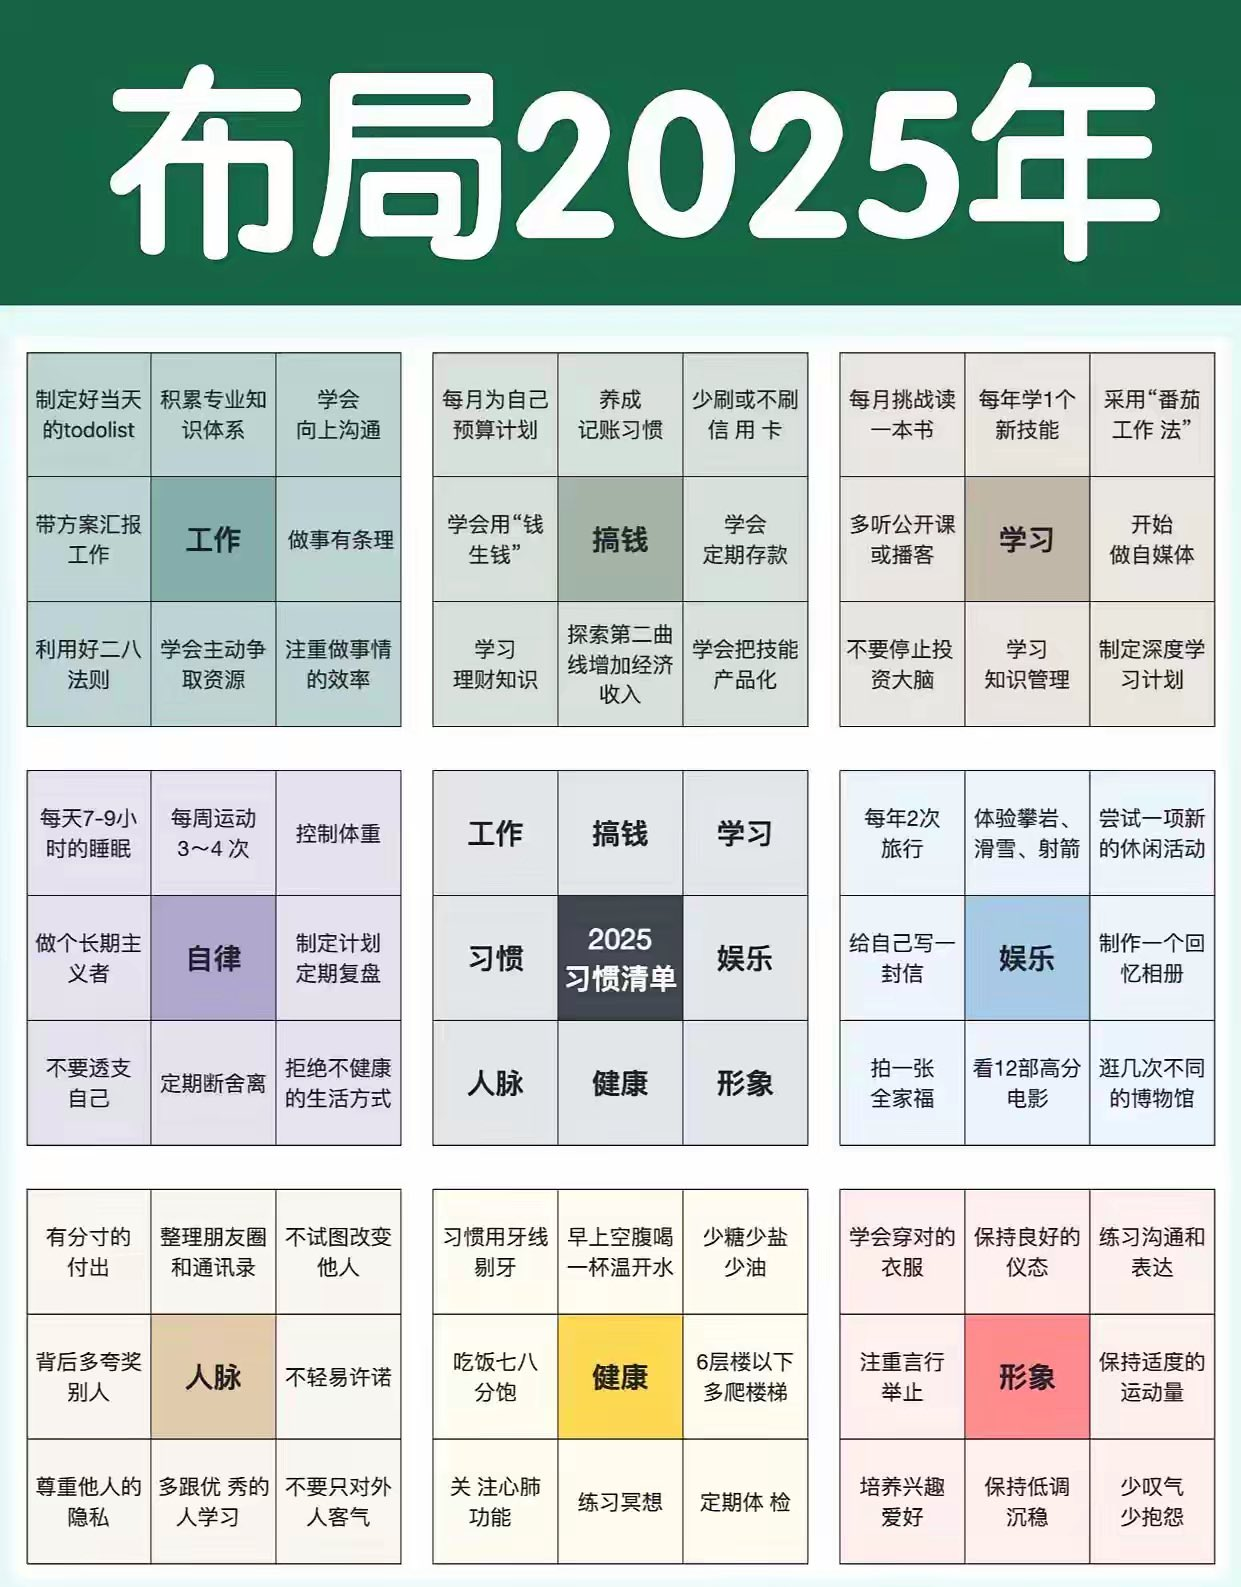 布局2025年
制定好当天
的todolist
积累专业知
识体系
学会
向上沟通
带方案汇报
工作
工作
做事有条理
利用好二八
法则
学会主动争
取资源
注重做事情
的效率
每月为自己
预算计划
养成
记账习惯
少刷或不刷
信 用 卡
学会用“钱
生钱”
搞钱
学会
定期存款
学习
理财知识
探索第二曲
线增加经济
收入
学会把技能
产品化
每月挑战读
一本书
每年学1个
新技能
采用“番茄
工作 法”
多听公开课
或播客
学习
开始
做自媒体
不要停止投
资大脑
学习
知识管理
制定深度学
习计划
每天7-9小
时的睡眠
每周运动
3～4 次
控制体重
做个长期主
义者
自律
制定计划
定期复盘
不要透支
自己
定期断舍离
拒绝不健康
的生活方式
工作
搞钱
学习
习惯
2025
习惯清单
娱乐
人脉
健康
形象
每年2次
旅行
体验攀岩、
滑雪、射箭
尝试一项新
的休闲活动
给自己写一
封信
娱乐
制作一个回
忆相册
拍一张
全家福
看12部高分
电影
逛几次不同
的博物馆
有分寸的
付出
整理朋友圈
和通讯录
不试图改变
他人
背后多夸奖
别人
人脉
不轻易许诺
尊重他人的
隐私
多跟优 秀的
人学习
不要只对外
人客气
习惯用牙线
剔牙
早上空腹喝
一杯温开水
少糖少盐
少油
吃饭七八
分饱
健康
6层楼以下
多爬楼梯
关 注心肺
功能
练习冥想
定期体 检
学会穿对的
衣服
保持良好的
仪态
练习沟通和
表达
注重言行
举止
形象
保持适度的
运动量
培养兴趣
爱好
保持低调
沉稳
少叹气
少抱怨